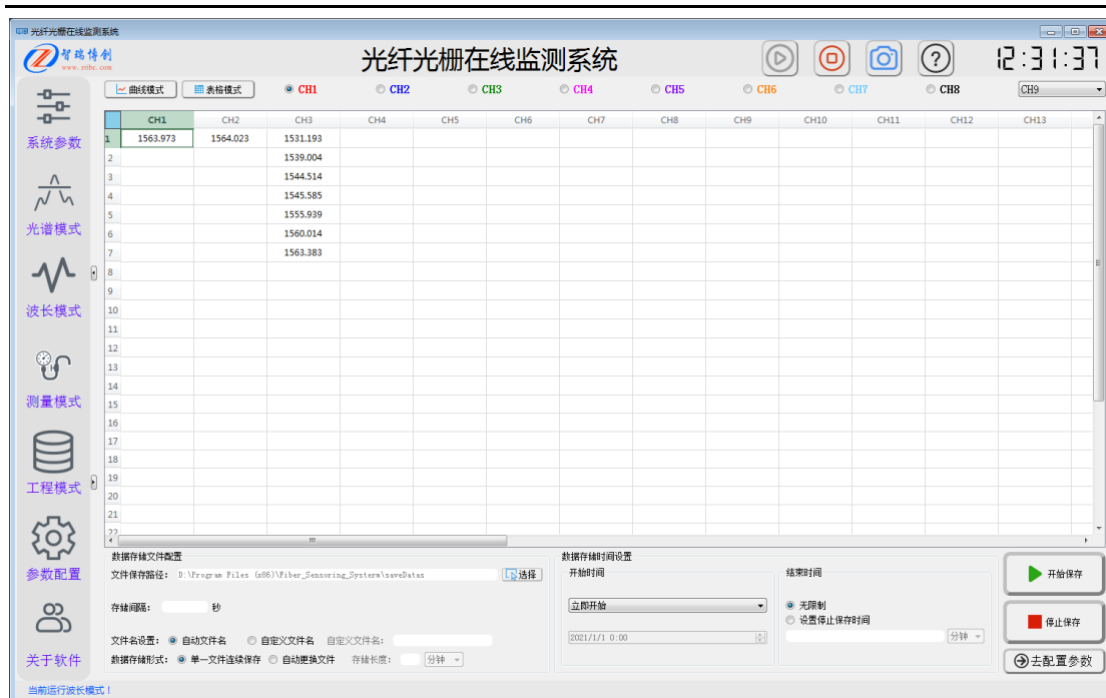 光纤光栅在线监测系统
智瑞博创
www.zribc.com
光纤光栅在线监测系统
12:31:37
曲线模式 表格模式 CH1 CH2 CH3 CH4 CH5 CH6 CH7 CH8 CH9
系统参数
光谱模式
波长模式
测量模式
工程模式
参数配置
关于软件
CH1 CH2 CH3 CH4 CH5 CH6 CH7 CH8 CH9 CH10 CH11 CH12 CH13
1 1563.973 1564.023 1531.193
2 1539.004
3 1544.514
4 1545.585
5 1555.939
6 1560.014
7 1563.383
8
9
10
11
12
13
14
15
16
17
18
19
20
21
22
数据存储文件配置
文件保存路径: D:\Program Files (x86)\Fiber_Sensoring_System\saveDatas 选择
存储间隔: 秒
文件名设置: 自动文件名 自定义文件名 自定义文件名:
数据存储形式: 单一文件连续保存 自动更换文件 存储长度: 分钟
数据存储时间设置
开始时间
立即开始
2021/1/1 0:00
结束时间
无限制
设置停止保存时间
分钟
开始保存
停止保存
去配置参数
当前运行波长模式！